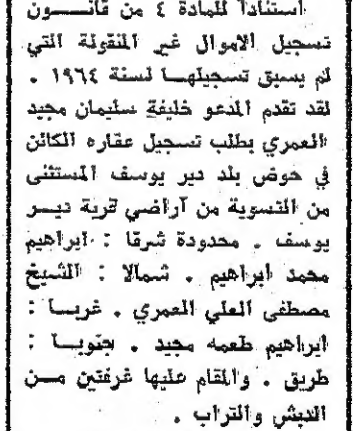 استناداً للمادة ٤ من قانـــون
تسجيل الاموال غير المنقولة التي
لم يسبق تسجيلهـا لسنة ١٩٦٤ .
لقد تقدم المدعو خليفة سليمان مجيد
العمري بطلب تسجيل عقاره الكائن
في حوض بلد دير يوسف المستثنى
من التسوية من أراضي قرية ديـر
يوسف . محدودة شرقا : ابراهيم
محمد ابراهيم . شمالا : الشيخ
مصطفى العلي العمري . غربـا :
ابراهيم طعمه مجيد . جنوبـا :
طريق . والمقام عليها غرفتين مــن
الدبش والتراب .